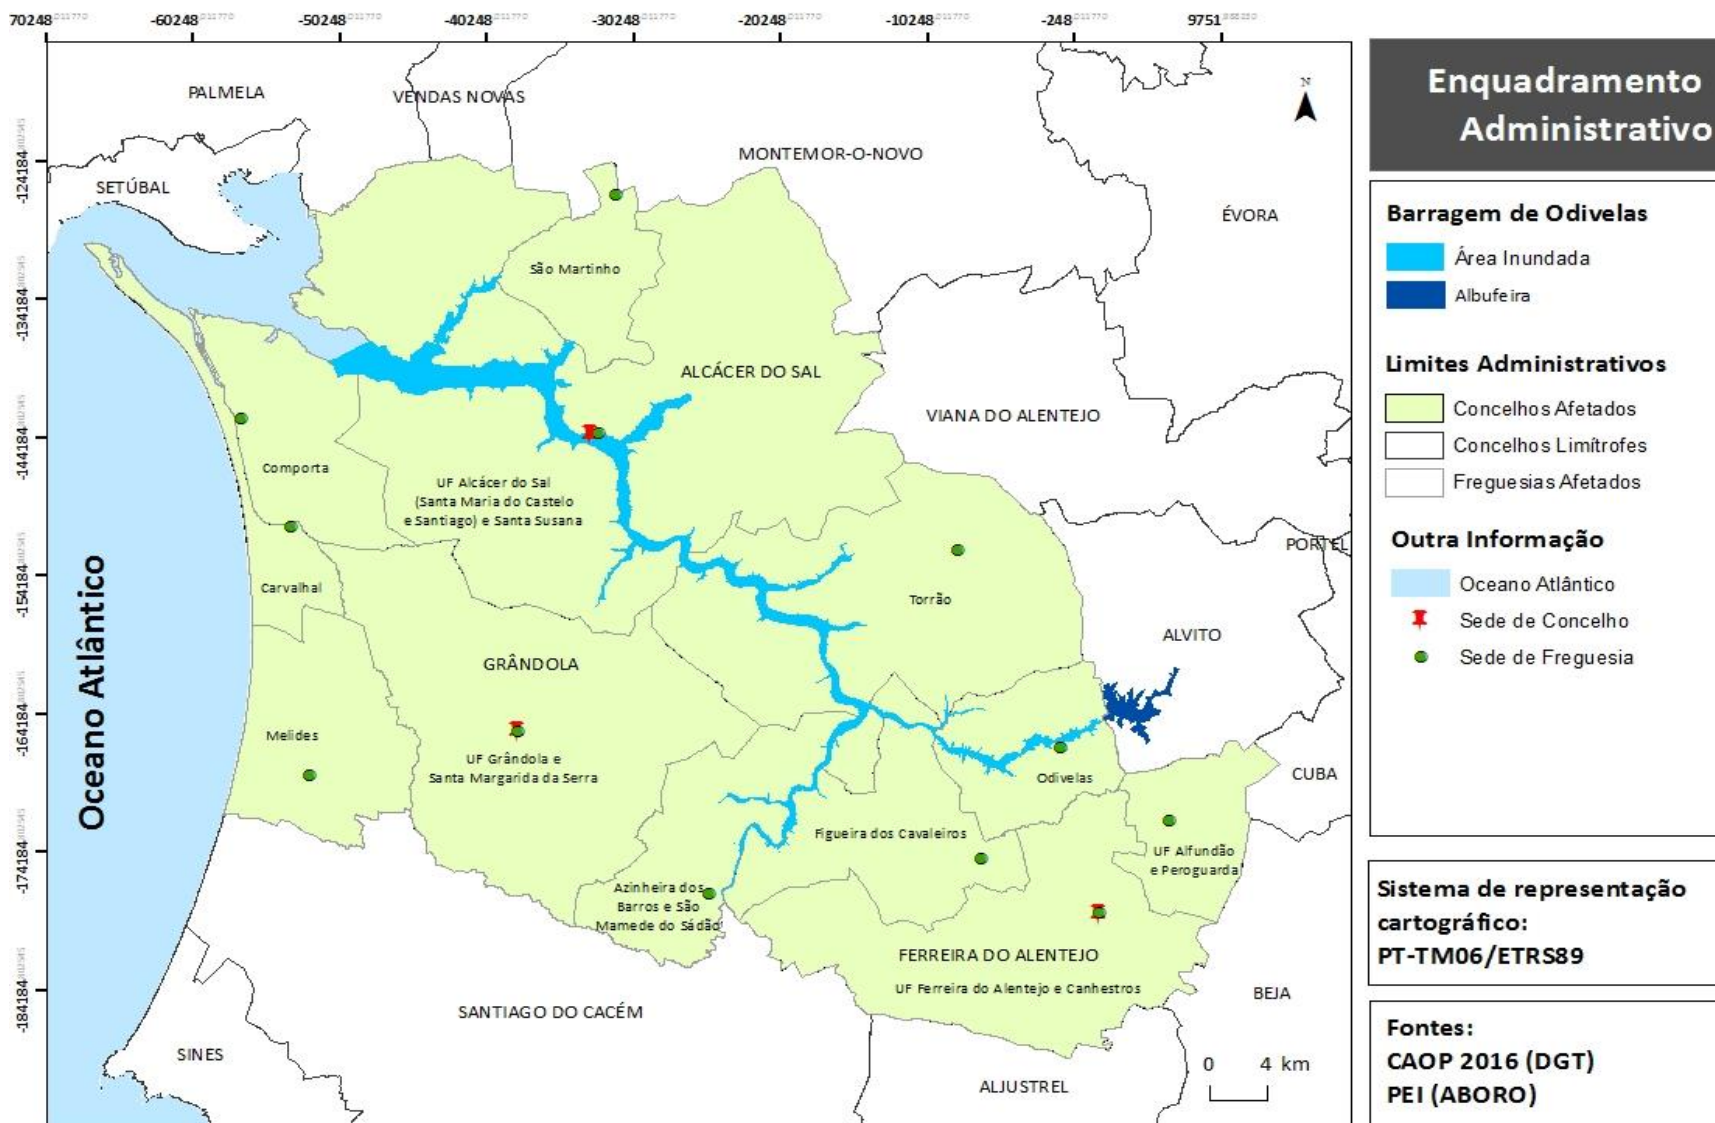 70248 -60248 -50248 -40248 -30248 -20248 -10248 -248 9751
-124184
-134184
-144184
-154184
-164184
-174184
-184184
PALMELA
VENDAS NOVAS
MONTEMOR-O-NOVO
SETÚBAL
ÉVORA
N
São Martinho
ALCÁCER DO SAL
VIANA DO ALENTEJO
Comporta
UF Alcácer do Sal
(Santa Maria do Castelo
e Santiago) e Santa Susana
PORTEL
Carvalhal
Torrão
ALVITO
GRÂNDOLA
Oceano Atlântico
Melides
UF Grândola e
Santa Margarida da Serra
Odivelas
CUBA
Figueira dos Cavaleiros
UF Alfundão
e Peroguarda
Azinheira dos
Barros e São
Mamede do Sádão
FERREIRA DO ALENTEJO
UF Ferreira do Alentejo e Canhestros
BEJA
SANTIAGO DO CACÉM
SINES
ALJUSTREL
0 4 km
Enquadramento
Administrativo
Barragem de Odivelas
Área Inundada
Albufeira
Limites Administrativos
Concelhos Afetados
Concelhos Limítrofes
Freguesias Afetados
Outra Informação
Oceano Atlântico
Sede de Concelho
Sede de Freguesia
Sistema de representação
cartográfico:
PT-TM06/ETRS89
Fontes:
CAOP 2016 (DGT)
PEI (ABORO)